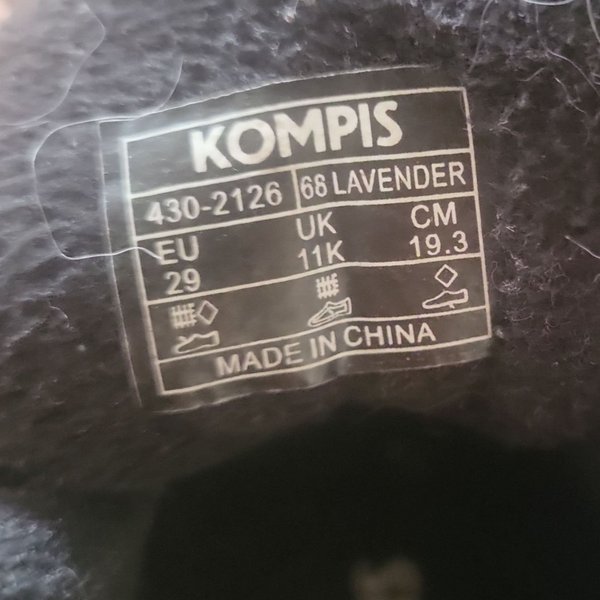 KOMPIS
430-2126 68 LAVENDER
EU UK CM
29 11K 19.3
MADE IN CHINA